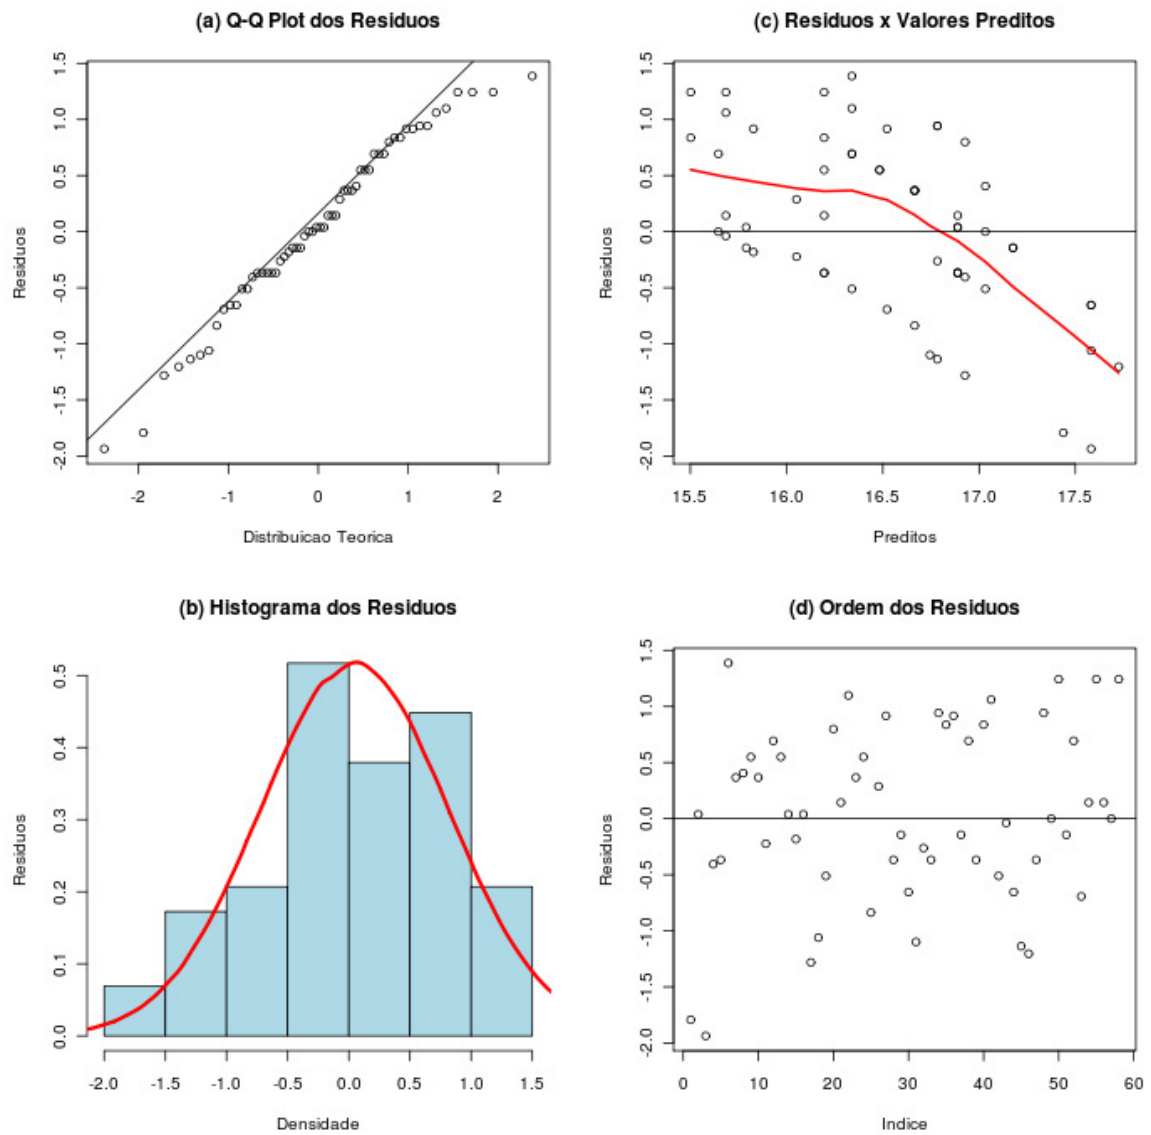 (a) Q-Q Plot dos Residuos
Residuos
1.5
1.0
0.5
0.0
-0.5
-1.0
-1.5
-2.0
-2 -1 0 1 2
Distribuicao Teorica
(c) Residuos x Valores Preditos
Residuos
1.5
1.0
0.5
0.0
-0.5
-1.0
-1.5
-2.0
15.5 16.0 16.5 17.0 17.5
Preditos
(b) Histograma dos Residuos
Residuos
0.5
0.4
0.3
0.2
0.1
0.0
-2.0 -1.5 -1.0 -0.5 0.0 0.5 1.0 1.5
Densidade
(d) Ordem dos Residuos
Residuos
1.5
1.0
0.5
0.0
-0.5
-1.0
-1.5
-2.0
0 10 20 30 40 50 60
Indice